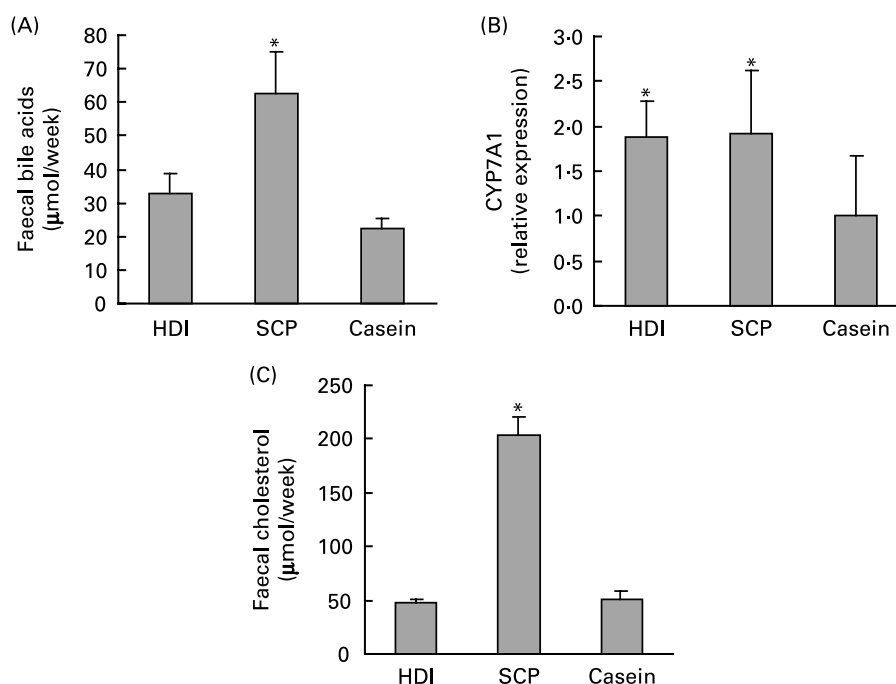 (A)
Faecal bile acids
(µmol/week)
80
70
60
50
40
30
20
10
0
*
HDI SCP Casein
(B)
CYP7A1
(relative expression)
3·0
2·5
2·0
1·5
1·0
0·5
0·0
* *
HDI SCP Casein
(C)
Faecal cholesterol
(µmol/week)
250
200
150
100
50
0
*
HDI SCP Casein